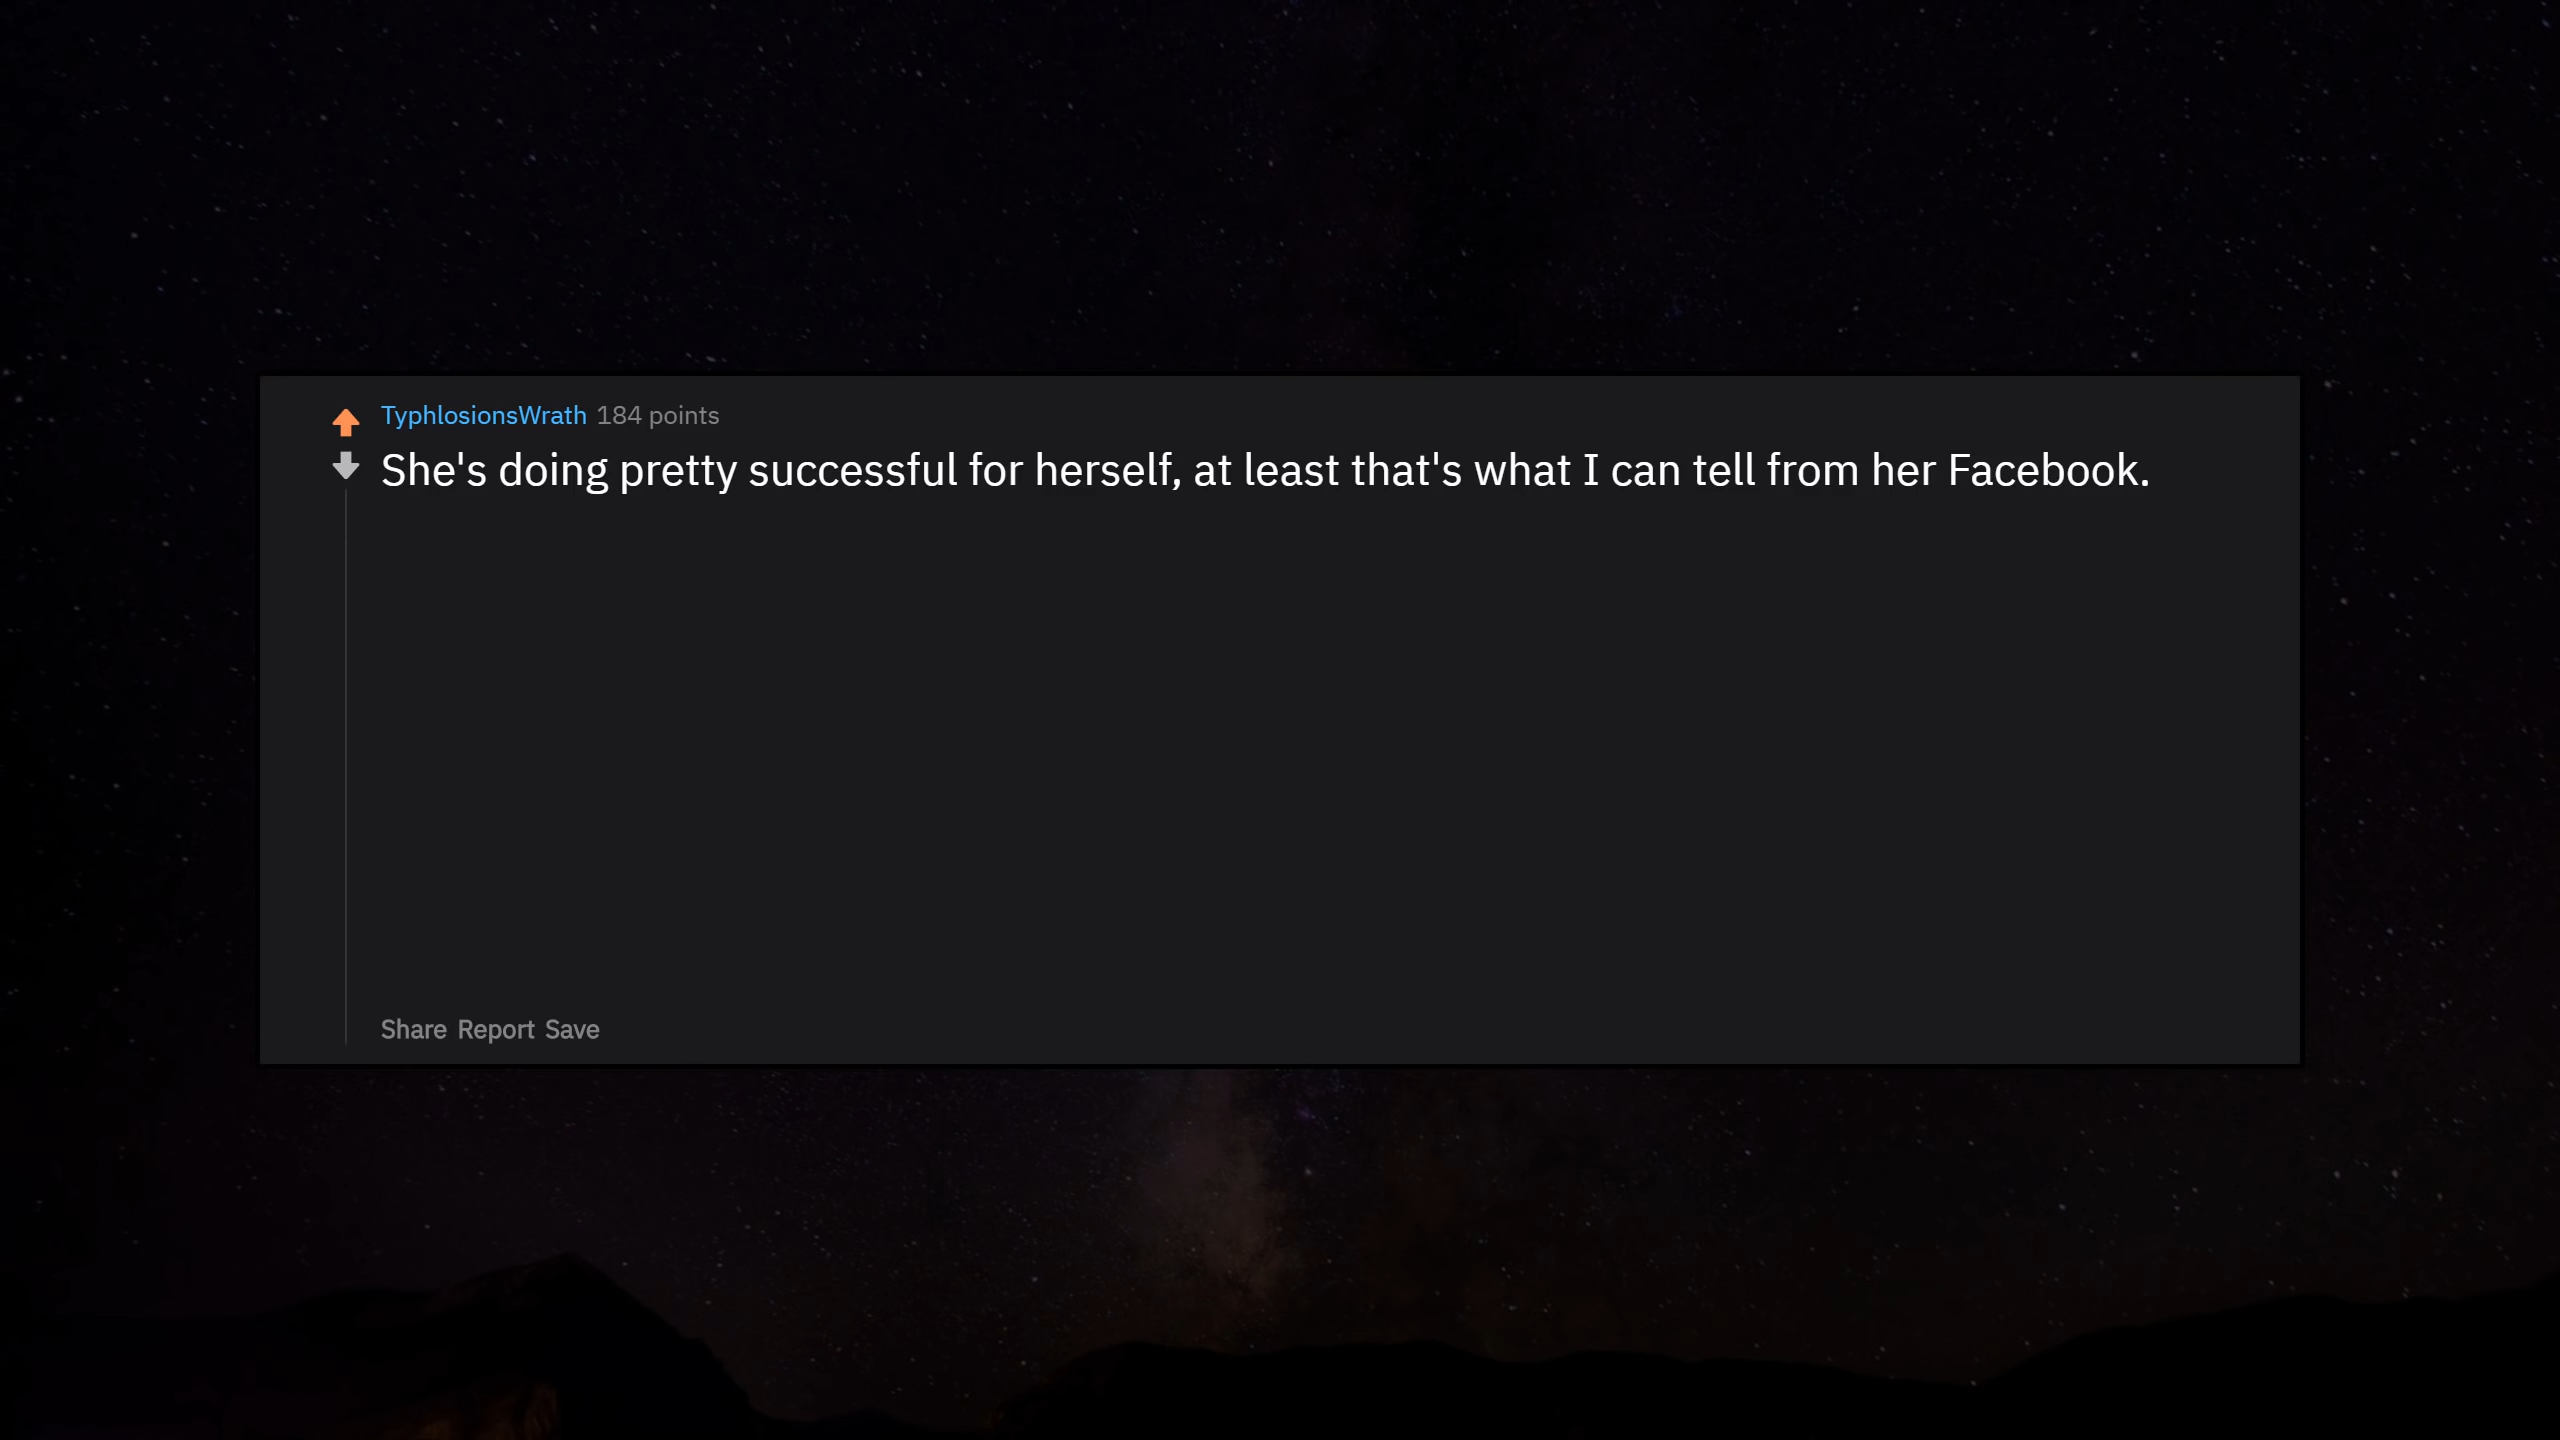 TyphlosionsWrath 184 points
She's doing pretty successful for herself, at least that's what I can tell from her Facebook.
Share Report Save